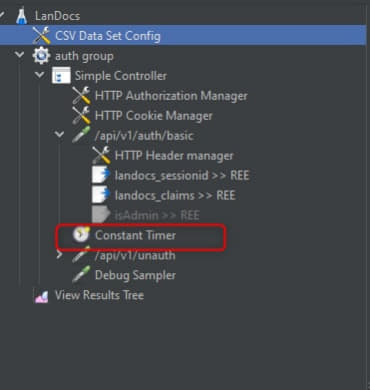 LanDocs
CSV Data Set Config
auth group
Simple Controller
HTTP Authorization Manager
HTTP Cookie Manager
/api/v1/auth/basic
HTTP Header manager
landocs_sessionid >> REE
landocs_claims >> REE
isAdmin >> REE
Constant Timer
/api/v1/unauth
Debug Sampler
View Results Tree